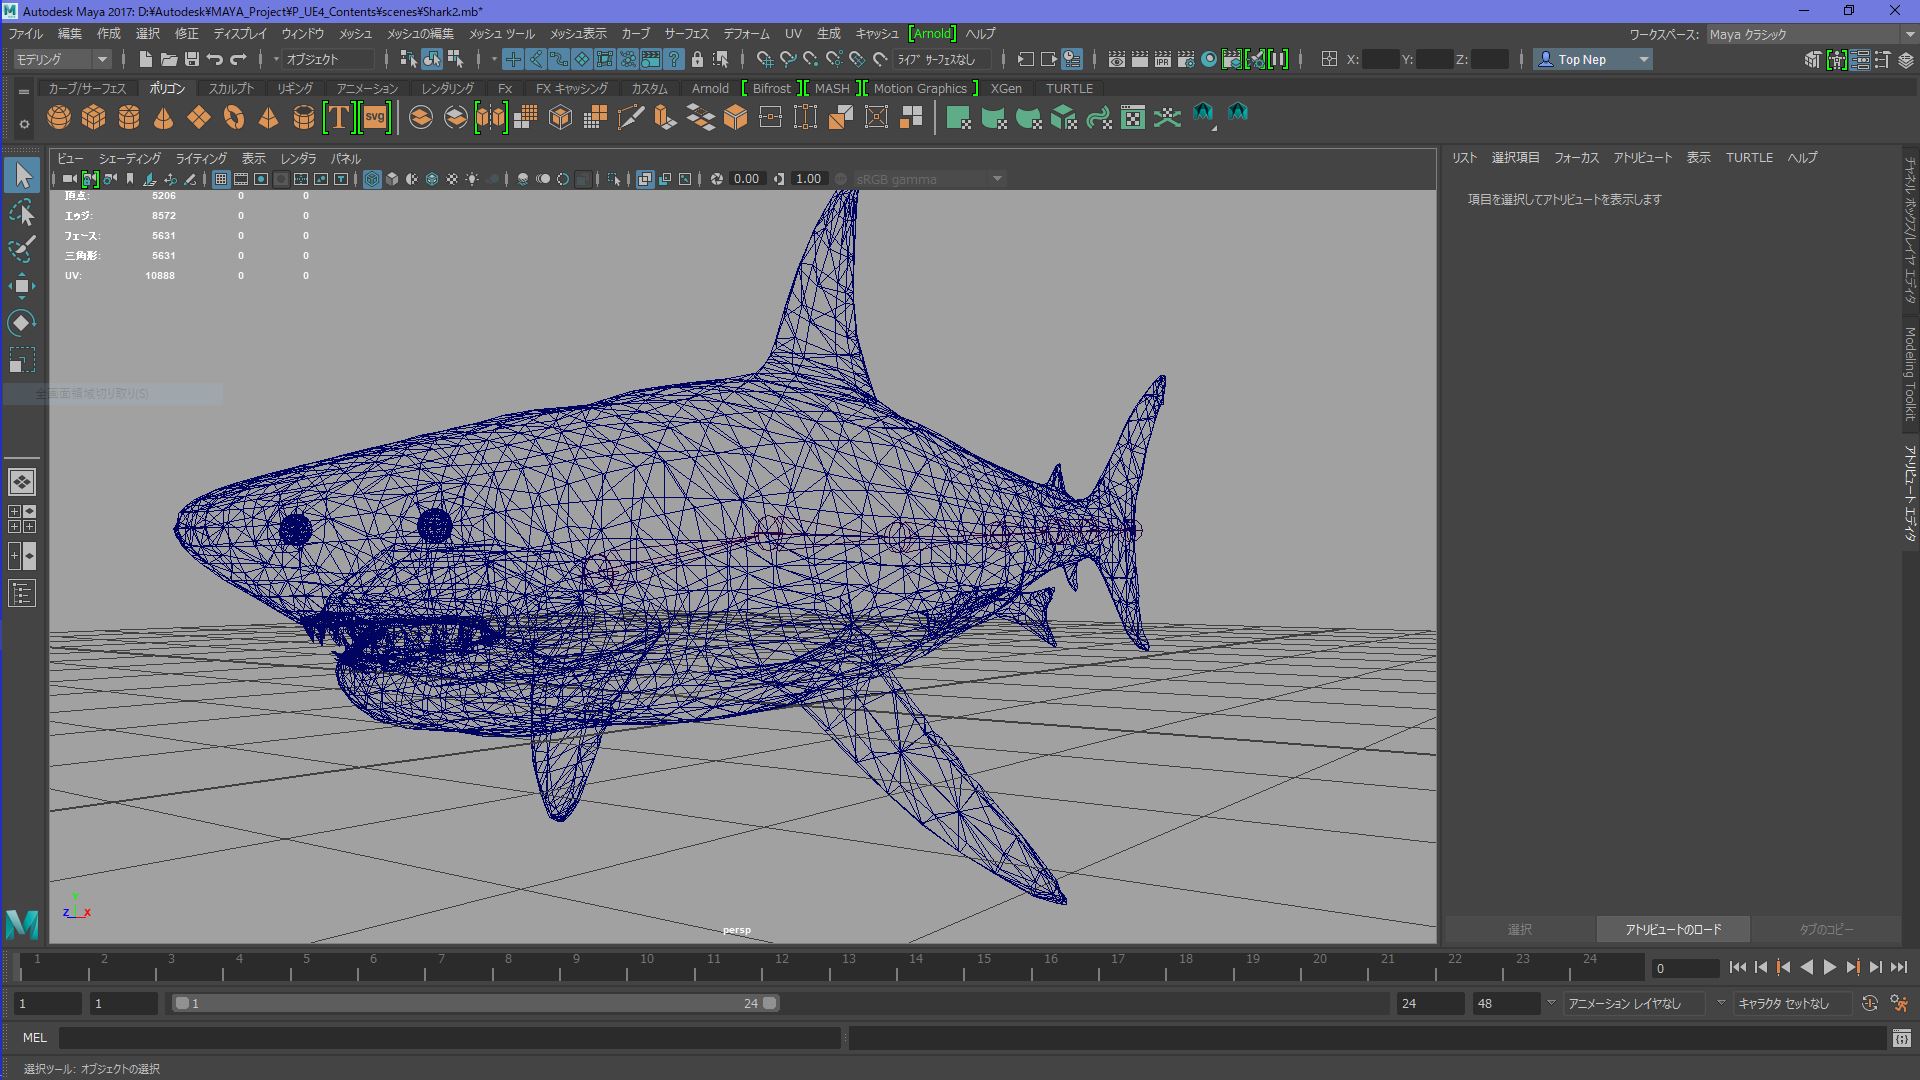 Autodesk Maya 2017: D:¥Autodesk¥MAYA_Project¥P_UE4_Contents¥scenes¥Shark2.mb*
ファイル 編集 作成 選択 修正 ディスプレイ ウィンドウ メッシュ メッシュの編集 メッシュ ツール メッシュ表示 カーブ サーフェス デフォーム UV 生成 キャッシュ [Arnold] ヘルプ ワークスペース: Maya クラシック
モデリング オブジェクト ライブ サーフェスなし X: Y: Z: Top Nep
カーブ/サーフェス ポリゴン スカルプト リギング アニメーション レンダリング Fx FX キャッシング カスタム Arnold [ Bifrost ][ MASH ][ Motion Graphics ] XGen TURTLE
T svg
IPR
ビュー シェーディング ライティング 表示 レンダラ パネル
0.00 1.00 sRGB gamma
頂点: 5206 0 0
エッジ: 8572 0 0
フェース: 5631 0 0
三角形: 5631 0 0
UV: 10888 0 0
全画面領域切り取り(S)
persp
Y
Z X
リスト 選択項目 フォーカス アトリビュート 表示 TURTLE ヘルプ
項目を選択してアトリビュートを表示します
チャネル ボックス/レイヤ エディタ
Modeling Toolkit
アトリビュート エディタ
選択 アトリビュートのロード タブのコピー
1 2 3 4 5 6 7 8 9 10 11 12 13 14 15 16 17 18 19 20 21 22 23 24 0
1 1 1 24 24 48 アニメーション レイヤなし キャラクタ セットなし
MEL
選択ツール: オブジェクトの選択